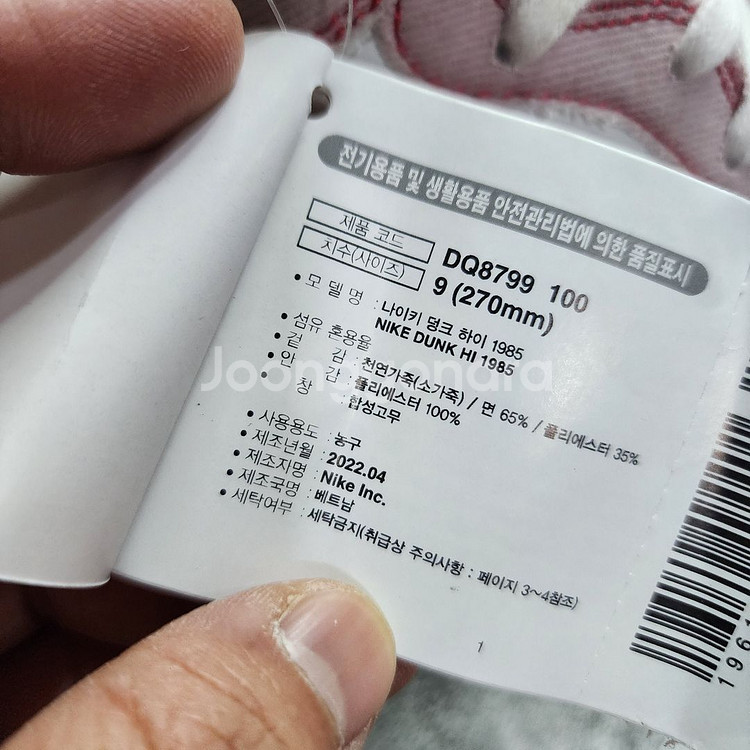 전기용품 및 생활용품 안전관리법에 의한 품질표시
제품 코드 DQ8799 100
치수(사이즈) 9 (270mm)
• 모 델 명 : 나이키 덩크 하이 1985
NIKE DUNK HI 1985
• 섬유 혼용율
• 겉 감 : 천연가죽(소가죽) / 면 65% / 폴리에스터 35%
• 안 감 : 폴리에스터 100%
• 창 : 합성고무
• 사용용도 : 농구
• 제조년월 : 2022.04
• 제조자명 : Nike Inc.
• 제조국명 : 베트남
• 세탁여부 : 세탁금지(취급상 주의사항 : 페이지 3~4참조)
1
Joongonara